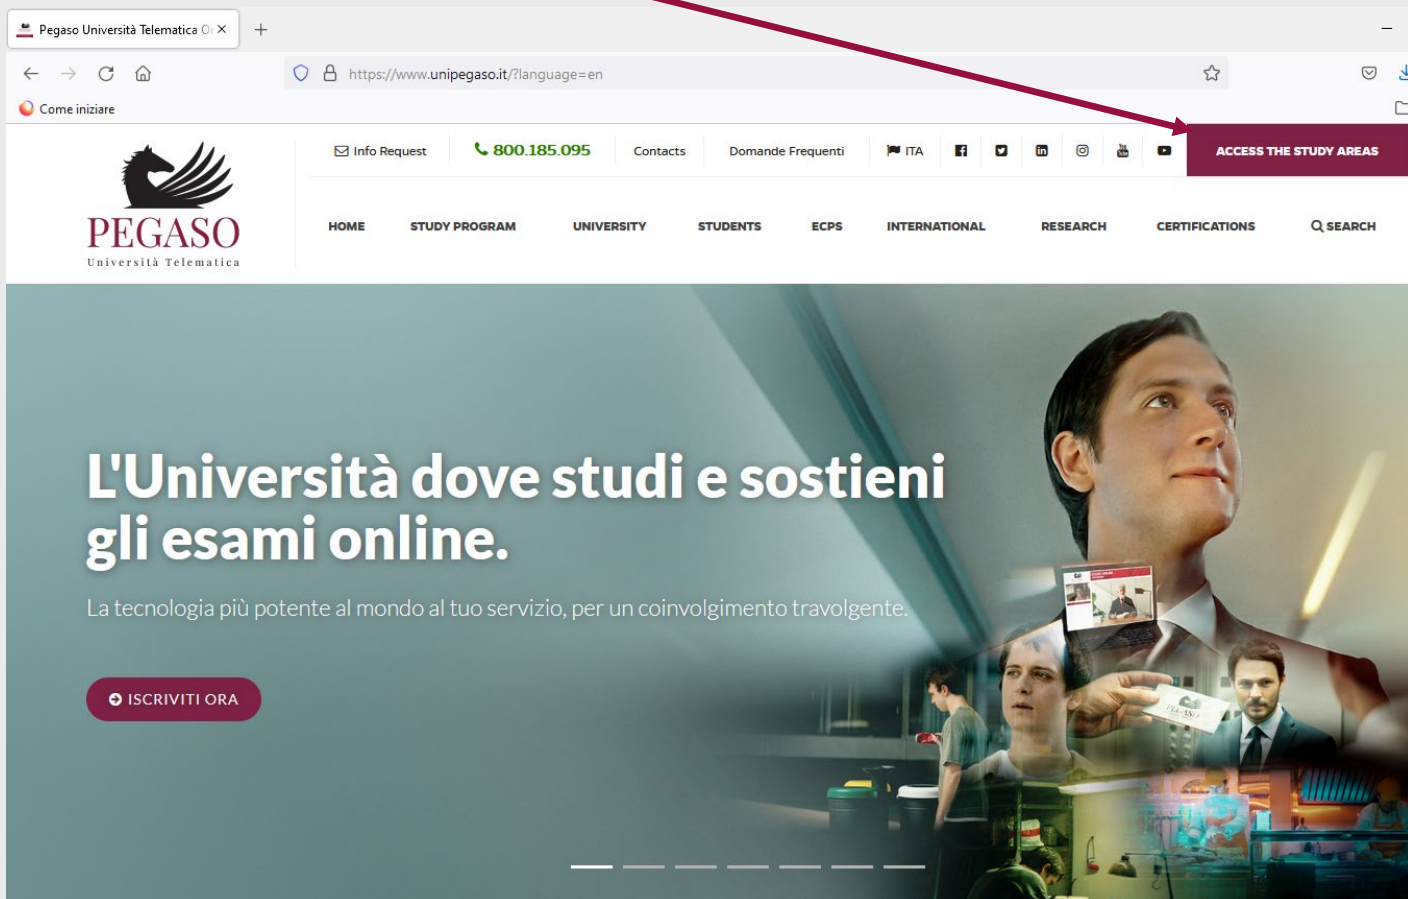 Pegaso Università Telematica O
https://www.unipegaso.it/?language=en
Come iniziare
Info Request
800.185.095
Contacts
Domande Frequenti
ITA
ACCESS THE STUDY AREAS
PEGASO
Università Telematica
HOME
STUDY PROGRAM
UNIVERSITY
STUDENTS
ECPS
INTERNATIONAL
RESEARCH
CERTIFICATIONS
SEARCH
L'Università dove studi e sostieni
gli esami online.
La tecnologia più potente al mondo al tuo servizio, per un coinvolgimento travolgente.
ISCRIVITI ORA
PEGASO